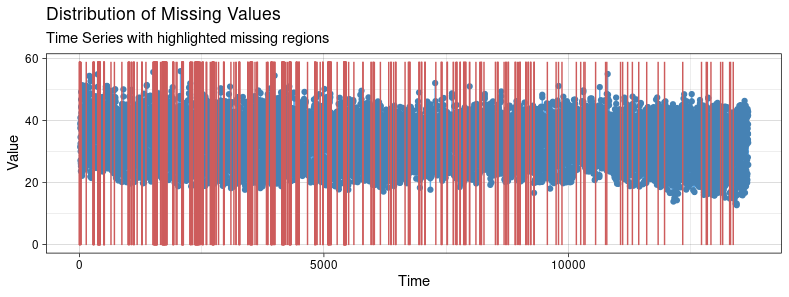 Distribution of Missing Values
Time Series with highlighted missing regions
60
40
20
0
Value
0
5000
10000
Time